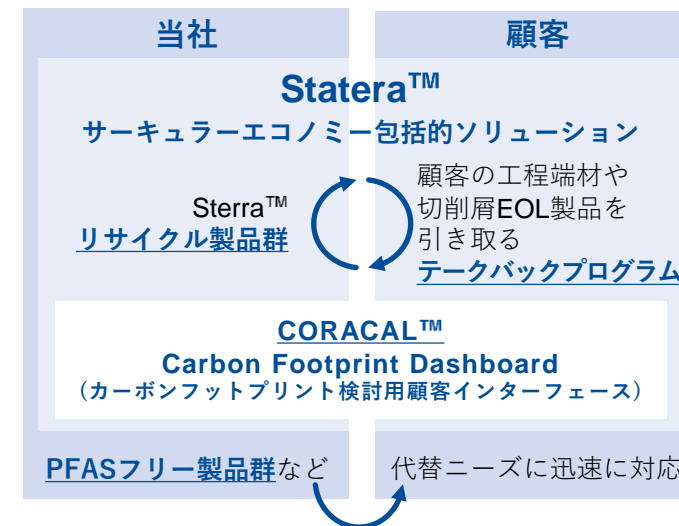 当社
顧客
Statera™
サーキュラーエコノミー包括的ソリューション
Sterra™
リサイクル製品群
顧客の工程端材や
切削屑EOL製品を
引き取る
テークバックプログラム
CORACAL™
Carbon Footprint Dashboard
（カーボンフットプリント検討用顧客インターフェース）
PFASフリー製品群など
代替ニーズに迅速に対応